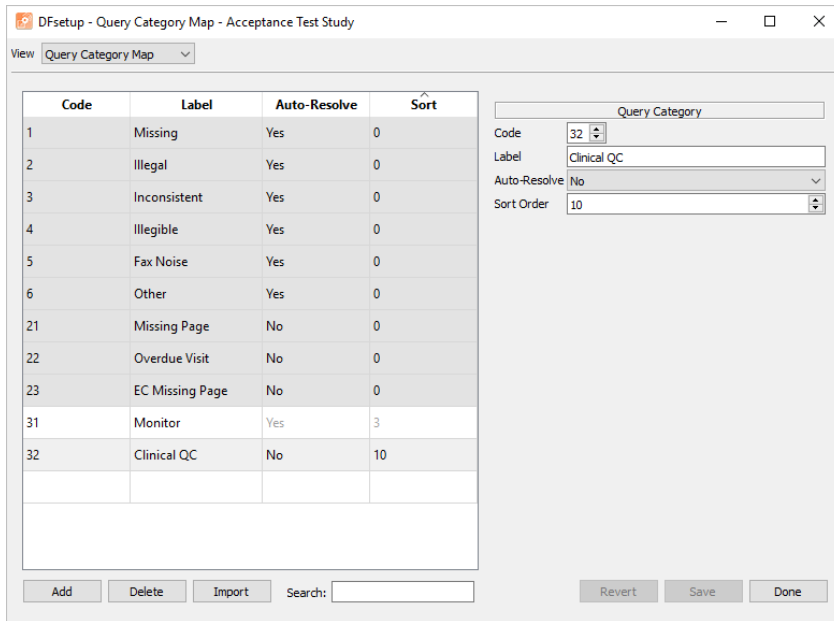 DFsetup - Query Category Map - Acceptance Test Study
View Query Category Map
Code Label Auto-Resolve Sort
1 Missing Yes 0
2 Illegal Yes 0
3 Inconsistent Yes 0
4 Illegible Yes 0
5 Fax Noise Yes 0
6 Other Yes 0
21 Missing Page No 0
22 Overdue Visit No 0
23 EC Missing Page No 0
31 Monitor Yes 3
32 Clinical QC No 10
Query Category
Code 32
Label Clinical QC
Auto-Resolve No
Sort Order 10
Add Delete Import Search: Revert Save Done